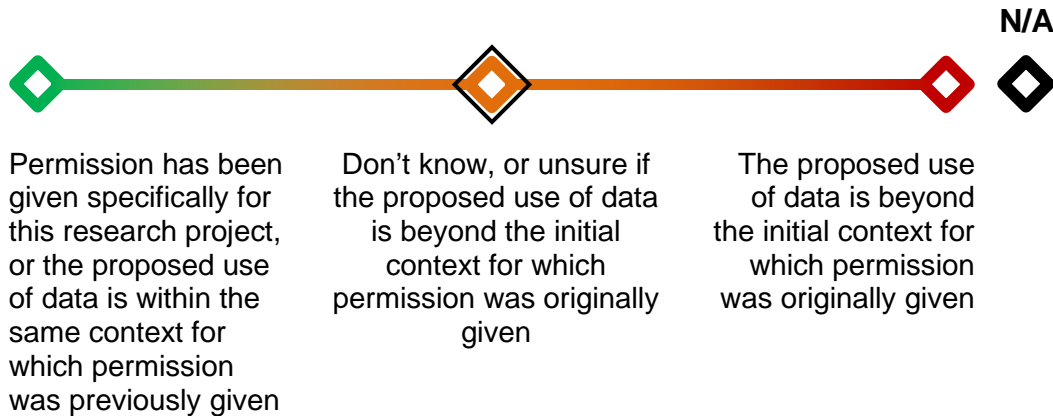 N/A
Permission has been
given specifically for
this research project,
or the proposed use
of data is within the
same context for
which permission
was previously given
Don’t know, or unsure if
the proposed use of data
is beyond the initial
context for which
permission was originally
given
The proposed use
of data is beyond
the initial context for
which permission
was originally given